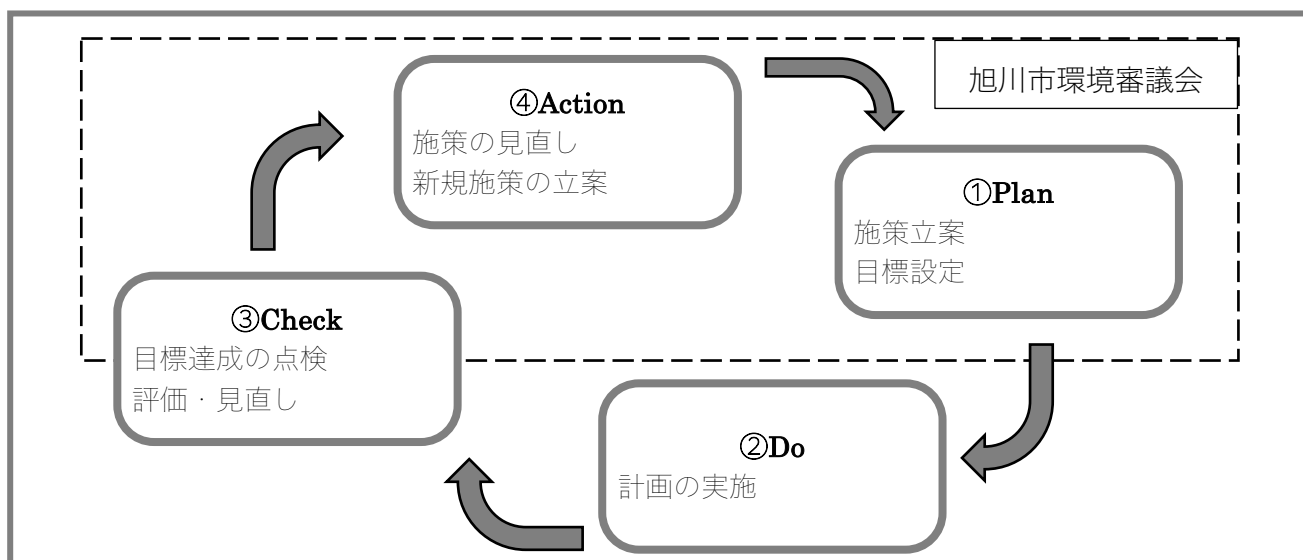 旭川市環境審議会
④Action
施策の見直し
新規施策の立案
①Plan
施策立案
目標設定
③Check
目標達成の点検
評価・見直し
②Do
計画の実施